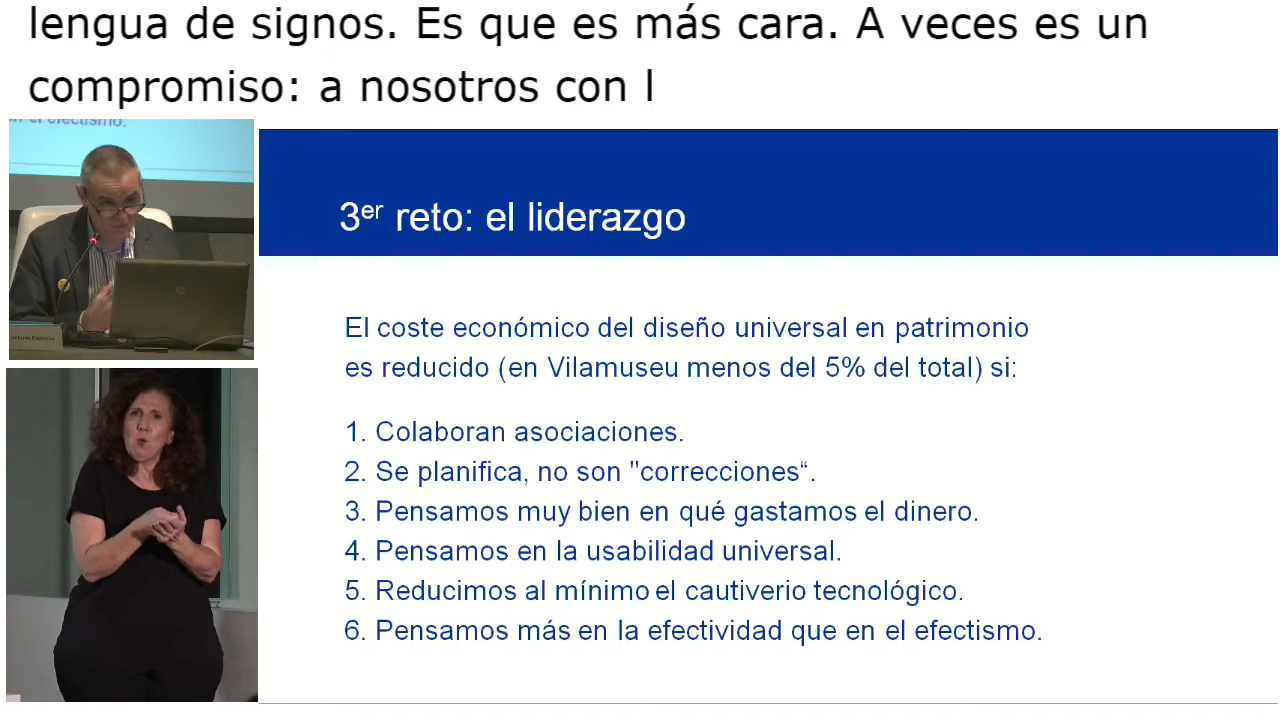 lengua de signos. Es que es más cara. A veces es un
compromiso: a nosotros con l
n el efectismo.
3er reto: el liderazgo
El coste económico del diseño universal en patrimonio
es reducido (en Vilamuseu menos del 5% del total) si:
1. Colaboran asociaciones.
2. Se planifica, no son "correcciones“.
3. Pensamos muy bien en qué gastamos el dinero.
4. Pensamos en la usabilidad universal.
5. Reducimos al mínimo el cautiverio tecnológico.
6. Pensamos más en la efectividad que en el efectismo.
Antonio Espinosa